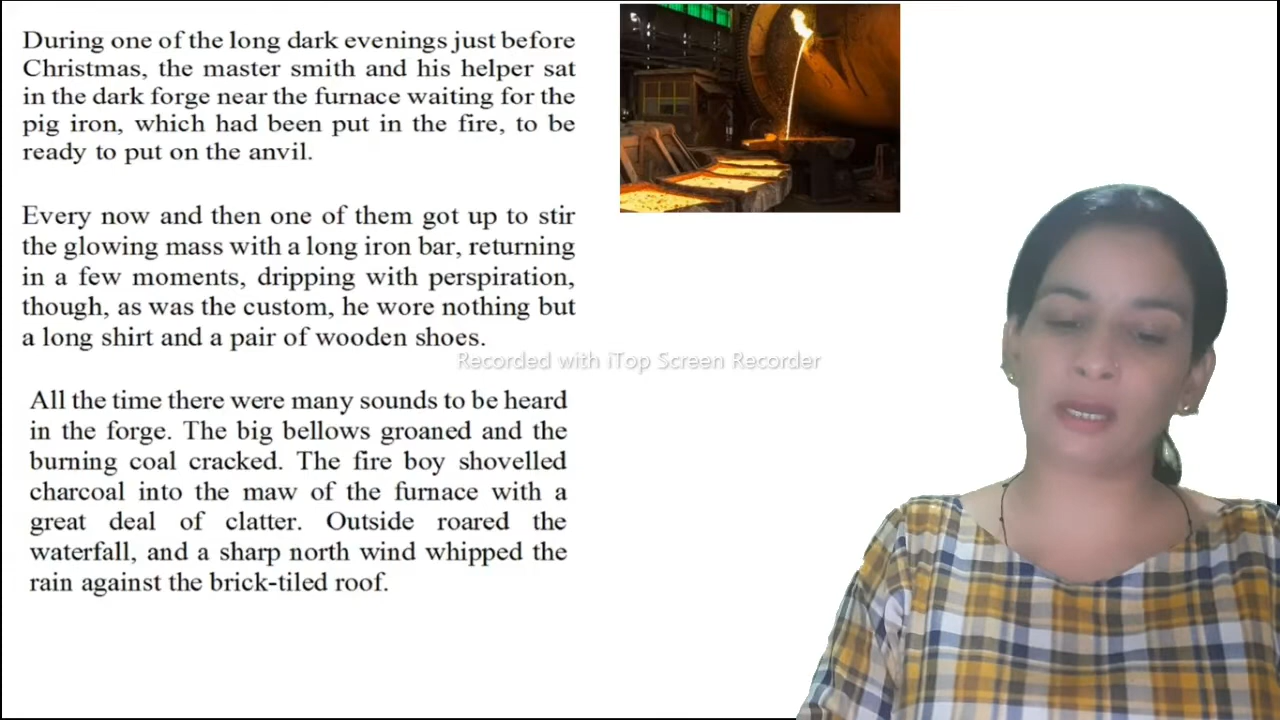 During one of the long dark evenings just before
Christmas, the master smith and his helper sat
in the dark forge near the furnace waiting for the
pig iron, which had been put in the fire, to be
ready to put on the anvil.
Every now and then one of them got up to stir
the glowing mass with a long iron bar, returning
in a few moments, dripping with perspiration,
though, as was the custom, he wore nothing but
a long shirt and a pair of wooden shoes.
Recorded with iTop Screen Recorder
All the time there were many sounds to be heard
in the forge. The big bellows groaned and the
burning coal cracked. The fire boy shovelled
charcoal into the maw of the furnace with a
great deal of clatter. Outside roared the
waterfall, and a sharp north wind whipped the
rain against the brick-tiled roof.